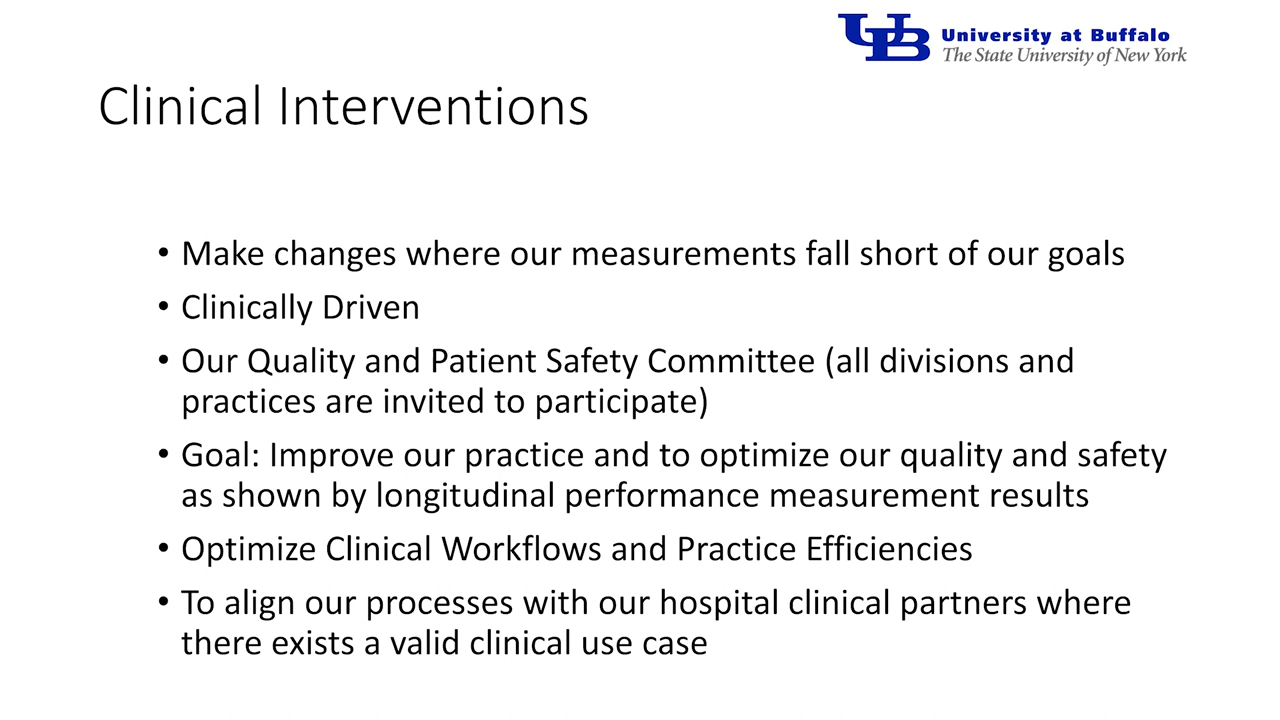 UB University at Buffalo
The State University of New York
Clinical Interventions
• Make changes where our measurements fall short of our goals
• Clinically Driven
• Our Quality and Patient Safety Committee (all divisions and
practices are invited to participate)
• Goal: Improve our practice and to optimize our quality and safety
as shown by longitudinal performance measurement results
• Optimize Clinical Workflows and Practice Efficiencies
• To align our processes with our hospital clinical partners where
there exists a valid clinical use case